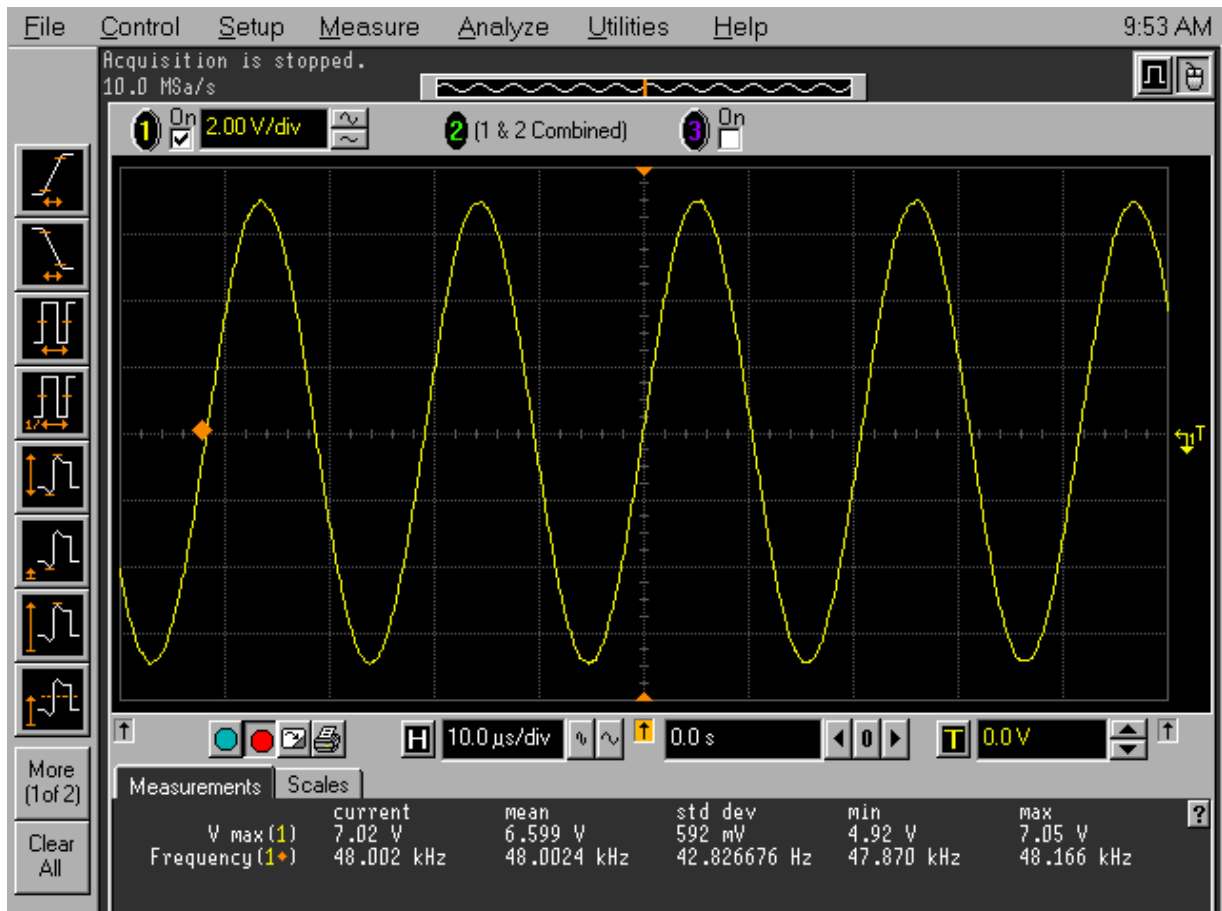 File Control Setup Measure Analyze Utilities Help 9:53 AM
Acquisition is stopped.
10.0 MSa/s
1 On 2.00 V/div 2 (1 & 2 Combined) 3 On
1/
T
H 10.0 µs/div 0.0 s 0 T 0.0 V
More
(1of 2)
Clear
All
Measurements Scales
current mean std dev min max ?
V max(1) 7.02 V 6.599 V 592 mV 4.92 V 7.05 V
Frequency(1◆) 48.002 kHz 48.0024 kHz 42.826676 Hz 47.870 kHz 48.166 kHz